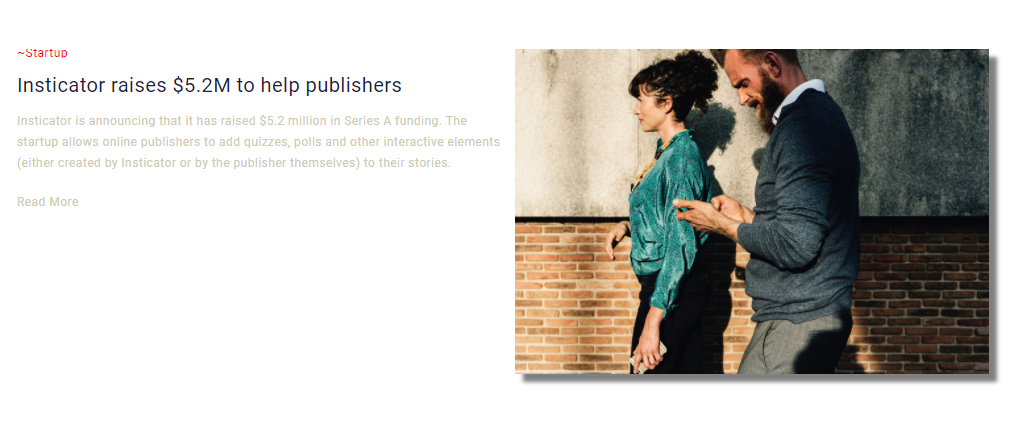 ~Startup
Insticator raises $5.2M to help publishers
Insticator is announcing that it has raised $5.2 million in Series A funding. The
startup allows online publishers to add quizzes, polls and other interactive elements
(either created by Insticator or by the publisher themselves) to their stories.
Read More